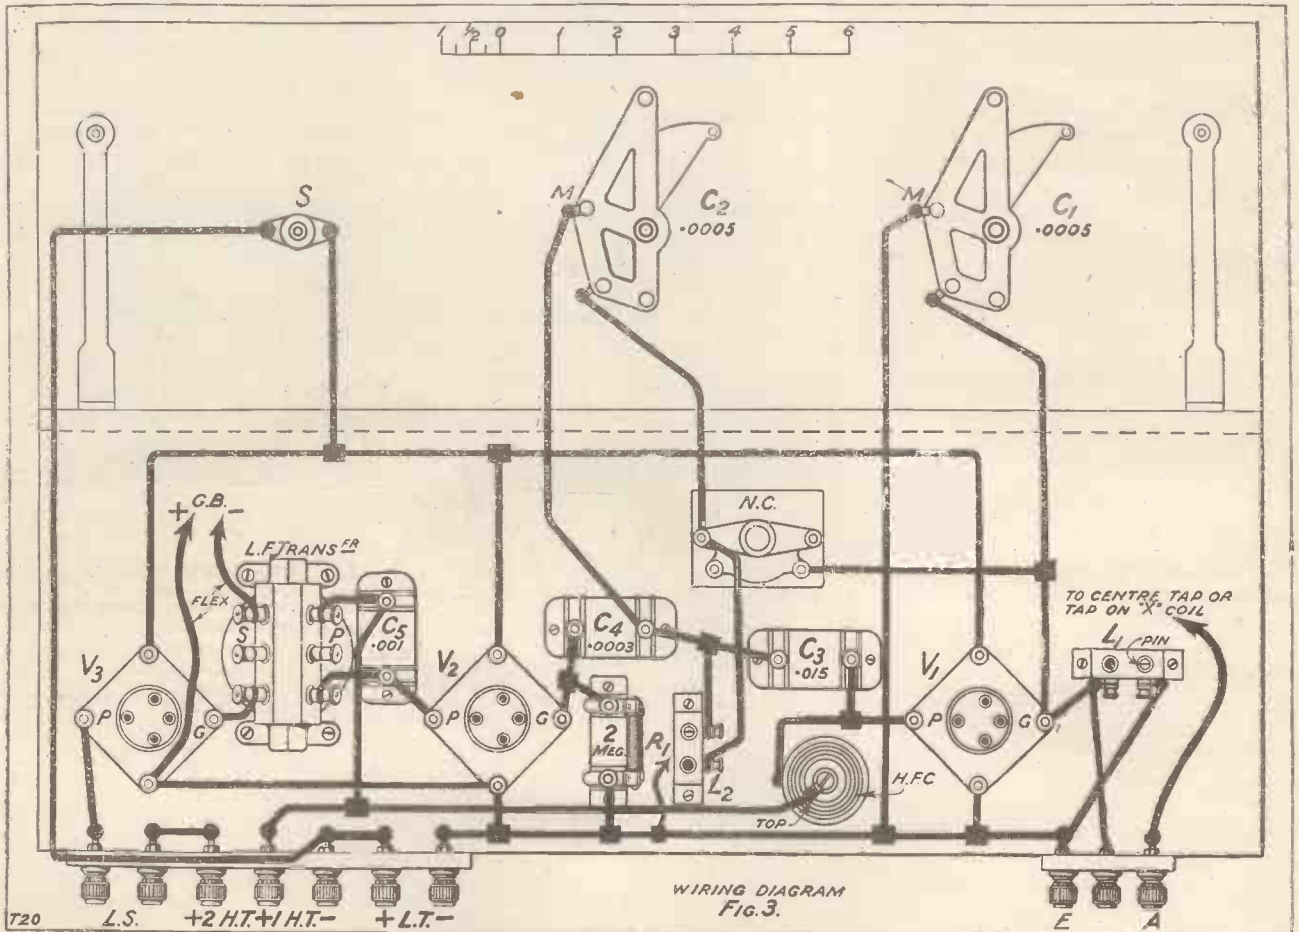 1 ½ 0 1 2 3 4 5 6
S
M
C2
.0005
M
C1
.0005
+ G.B. -
L.F. TRANSFR
FLEX
S
P
C5
.001
N.C.
C4
.0003
C3
.015
TO CENTRE TAP OR
TAP ON "X" COIL
L1
PIN
V3
P
G
V2
P
G
2
MEG.
R1
L2
V1
P
G
H.F.C
TOP
WIRING DIAGRAM
FIG. 3.
T20
L.S.
+2 H.T.+1 H.T.-
+ L.T. -
E
A